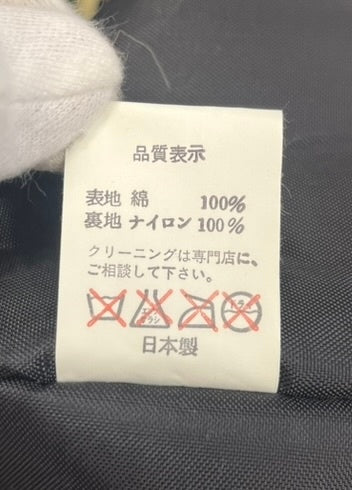 品質表示
表地 綿 100%
裏地 ナイロン 100%
クリーニングは専門店に、
ご相談して下さい。
日本製